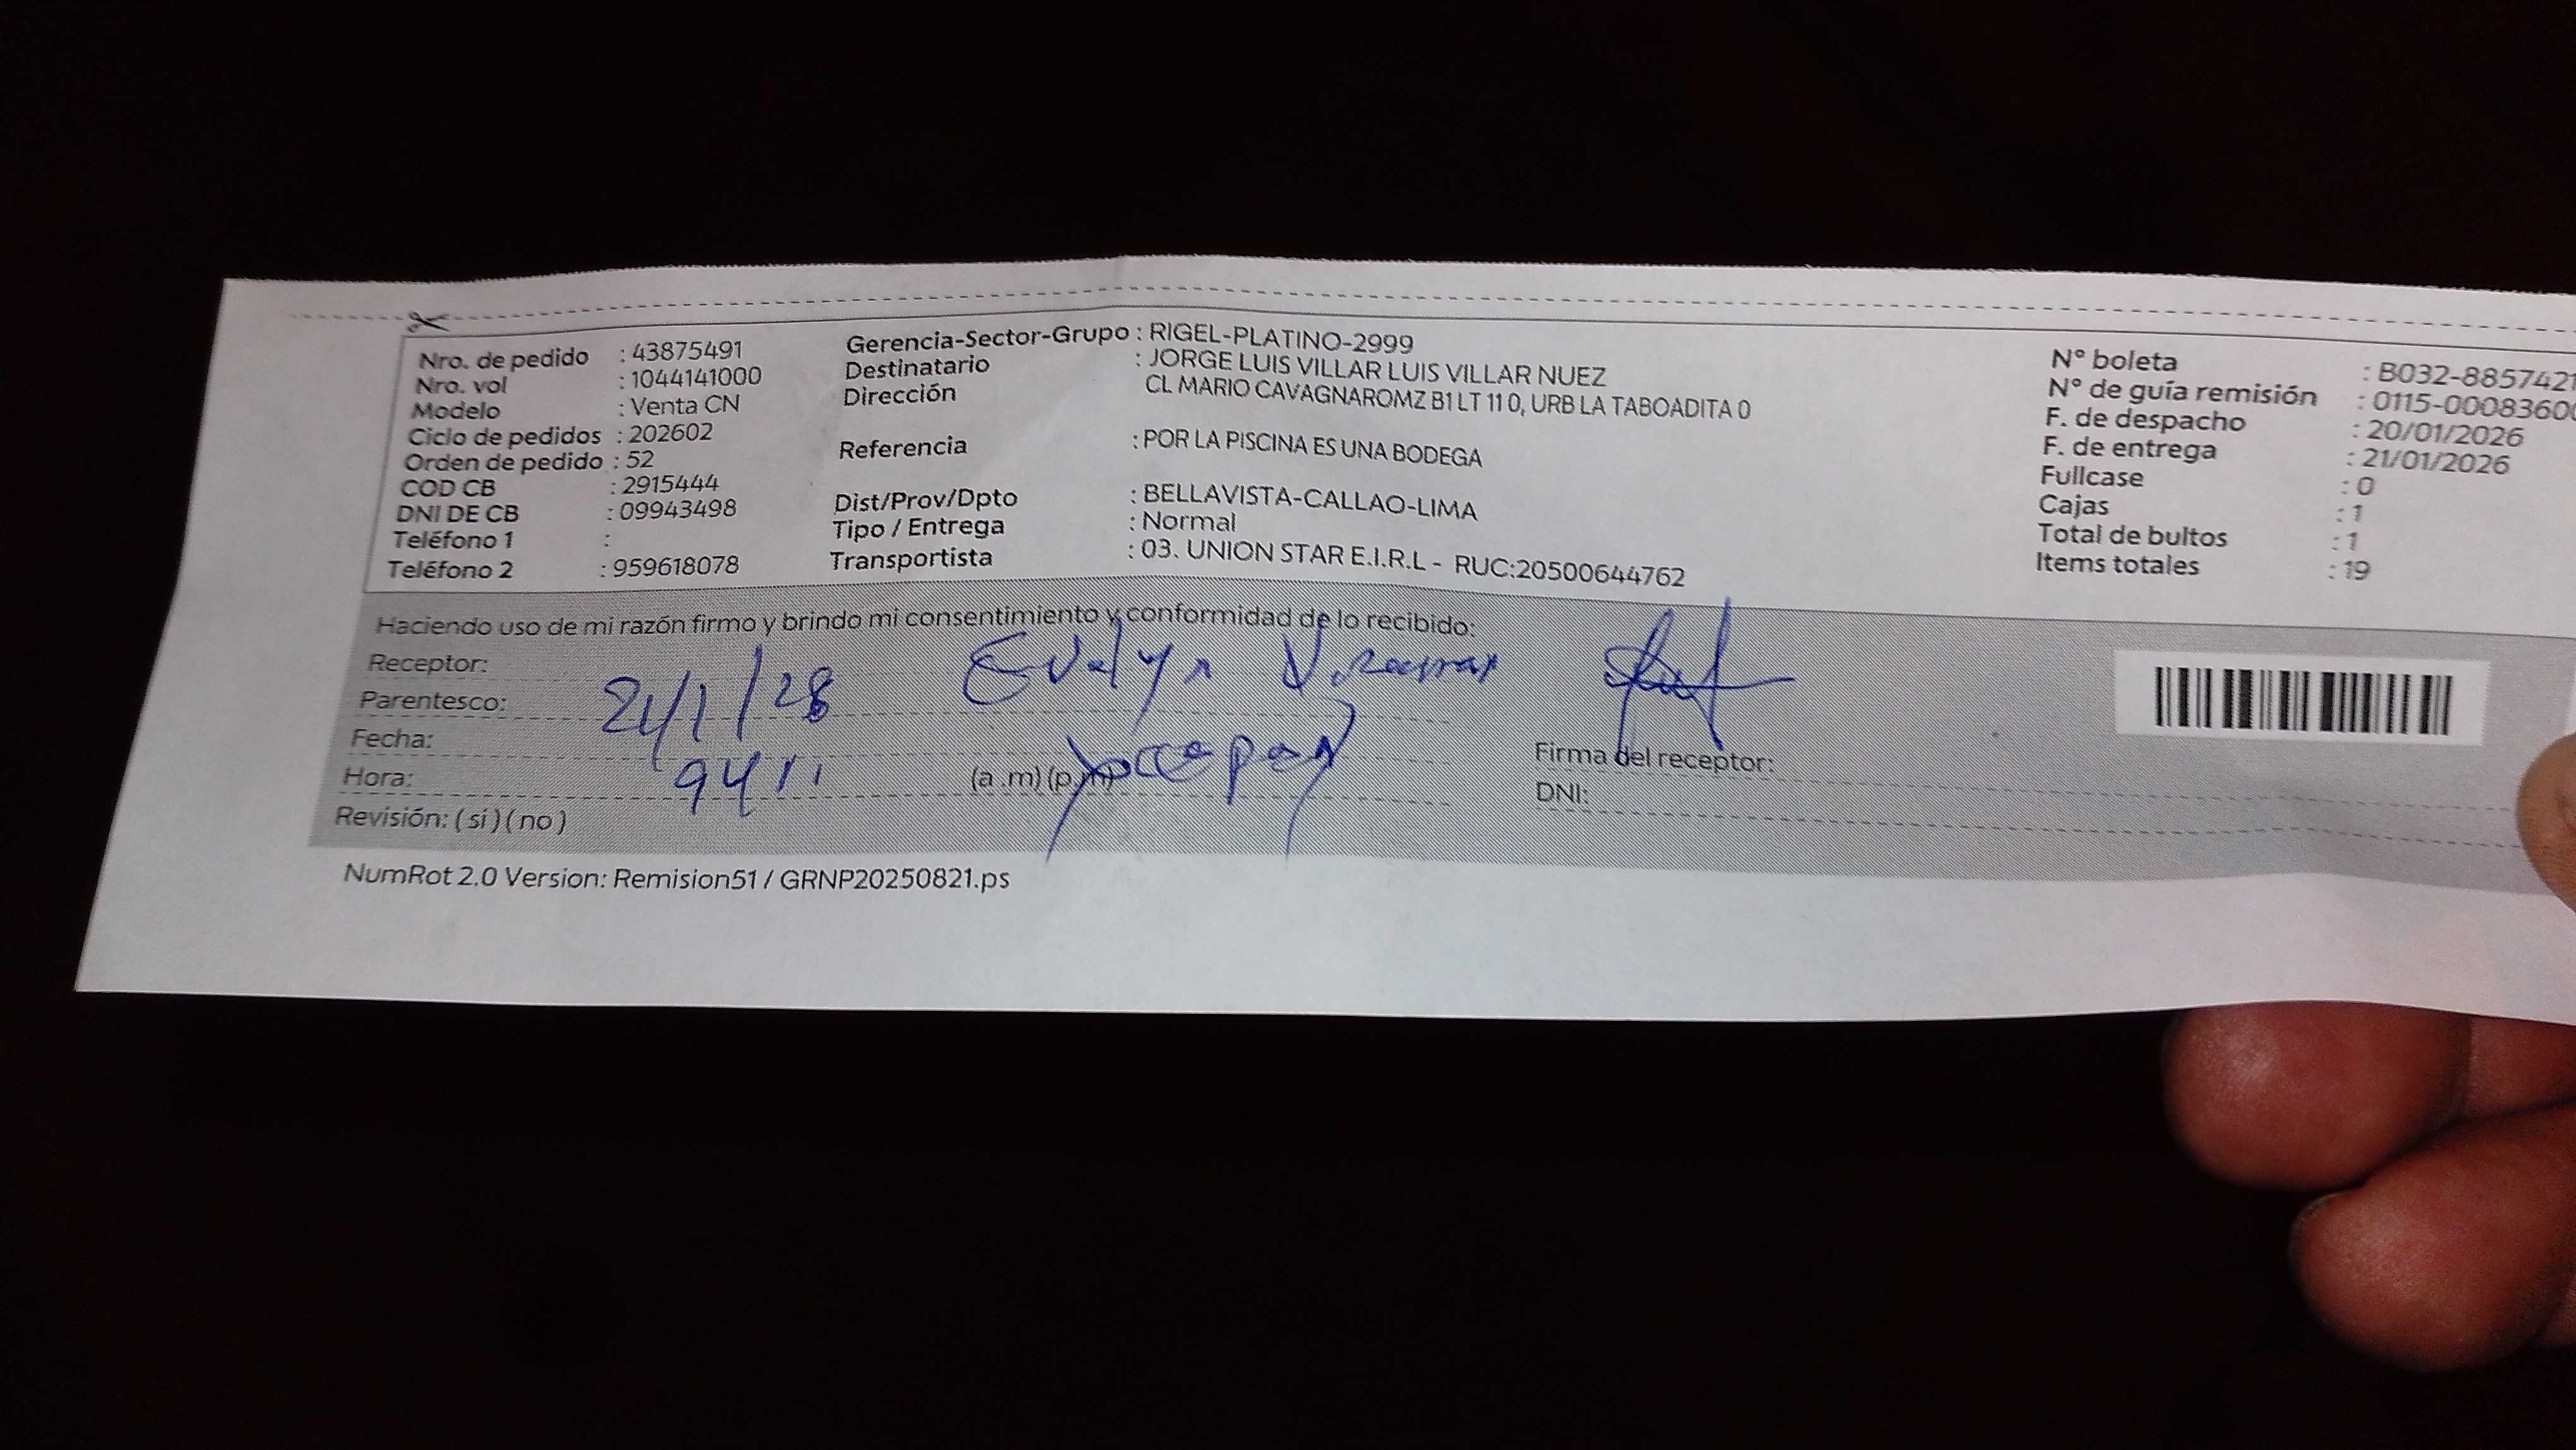 Nro. de pedido : 43875491
Nro. vol : 1044141000
Modelo : Venta CN
Ciclo de pedidos : 202602
Orden de pedido : 52
COD CB : 2915444
DNI DE CB : 09943498
Teléfono 1 :
Teléfono 2 : 959618078
Gerencia-Sector-Grupo : RIGEL-PLATINO-2999
Destinatario : JORGE LUIS VILLAR LUIS VILLAR NUEZ
Dirección CL MARIO CAVAGNAROMZ B1 LT 11 0, URB LA TABOADITA 0
Referencia : POR LA PISCINA ES UNA BODEGA
Dist/Prov/Dpto : BELLAVISTA-CALLAO-LIMA
Tipo / Entrega : Normal
Transportista : 03. UNION STAR E.I.R.L - RUC:20500644762
N° boleta : B032-8857421
N° de guía remisión : 0115-0008360
F. de despacho : 20/01/2026
F. de entrega : 21/01/2026
Fullcase : 0
Cajas : 1
Total de bultos : 1
Items totales : 19
Haciendo uso de mi razón firmo y brindo mi consentimiento y conformidad de lo recibido:
Receptor: Evelyn
Parentesco: 21/1/28
Fecha:
Hora: (a .m) (p.m)
Revisión: ( si ) ( no )
Firma del receptor:
DNI:
NumRot 2.0 Version: Remision51 / GRNP20250821.ps